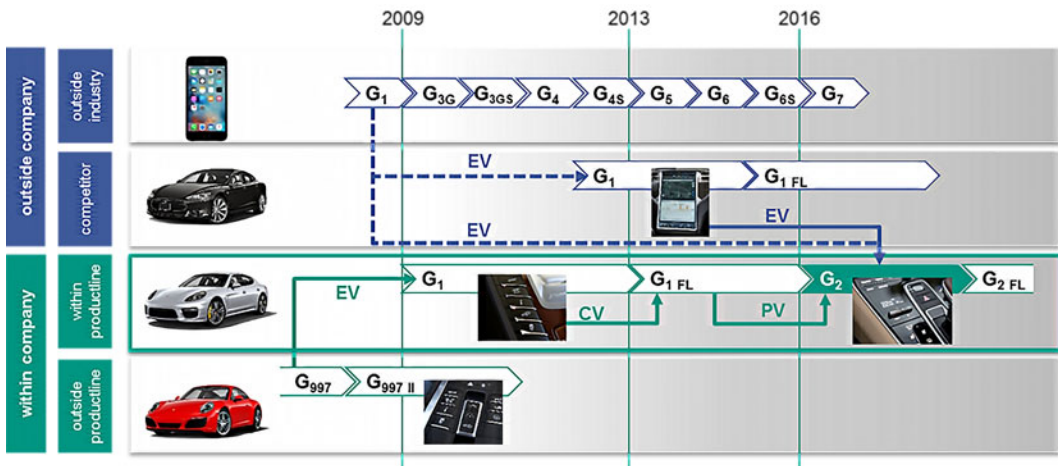 2009 2013 2016
outside company
outside
industry
G1 G3G G3GS G4 G4S G5 G6 G6S G7
competitor
EV
G1 G1 FL
EV
EV
within company
within
productline
EV
G1 G1 FL G2 G2 FL
CV PV
outside
productline
G997 G997 II